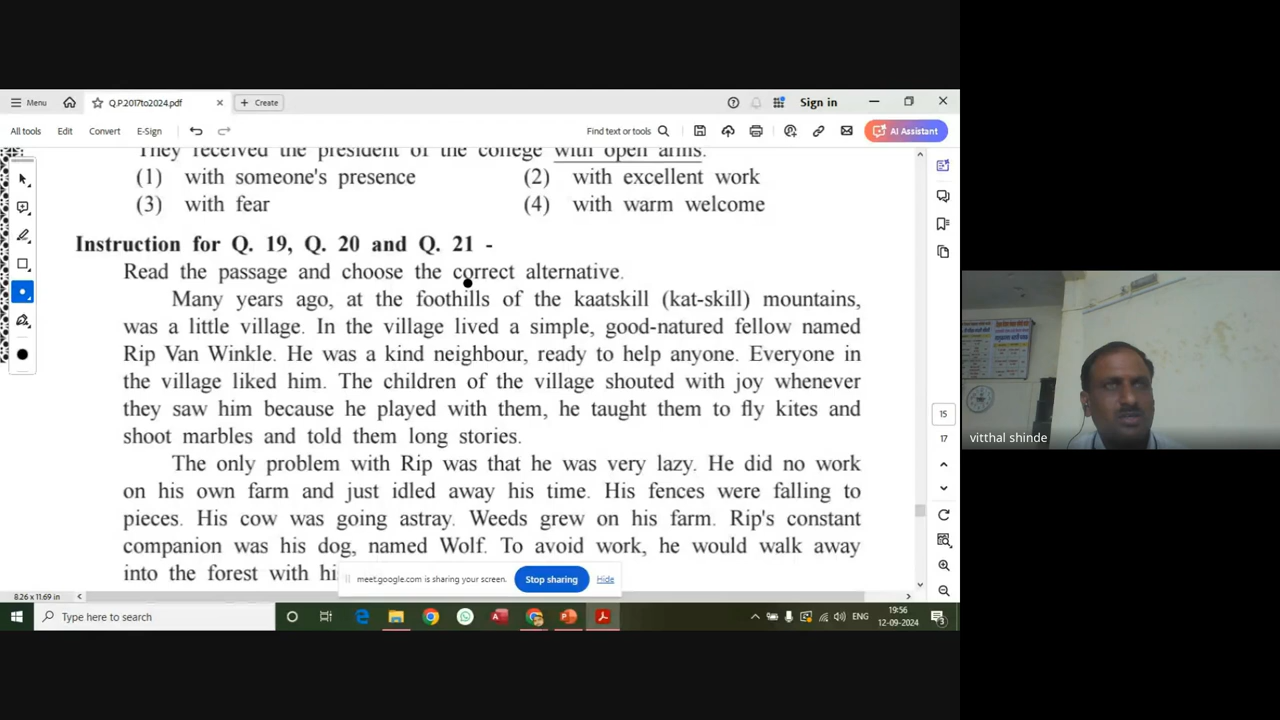 Menu
Q.P.2017to2024.pdf
Create
Sign in
All tools Edit Convert E-Sign
Find text or tools
AI Assistant
They received the president of the college with open arms.
(1) with someone's presence (2) with excellent work
(3) with fear (4) with warm welcome
Instruction for Q. 19, Q. 20 and Q. 21 -
Read the passage and choose the correct alternative.
Many years ago, at the foothills of the kaatskill (kat-skill) mountains,
was a little village. In the village lived a simple, good-natured fellow named
Rip Van Winkle. He was a kind neighbour, ready to help anyone. Everyone in
the village liked him. The children of the village shouted with joy whenever
they saw him because he played with them, he taught them to fly kites and
shoot marbles and told them long stories.
The only problem with Rip was that he was very lazy. He did no work
on his own farm and just idled away his time. His fences were falling to
pieces. His cow was going astray. Weeds grew on his farm. Rip's constant
companion was his dog, named Wolf. To avoid work, he would walk away
into the forest with hi
15
17
meet.google.com is sharing your screen.
Stop sharing
Hide
8.26 x 11.69 in
Type here to search
ENG
19:56
12-09-2024
3
vitthal shinde